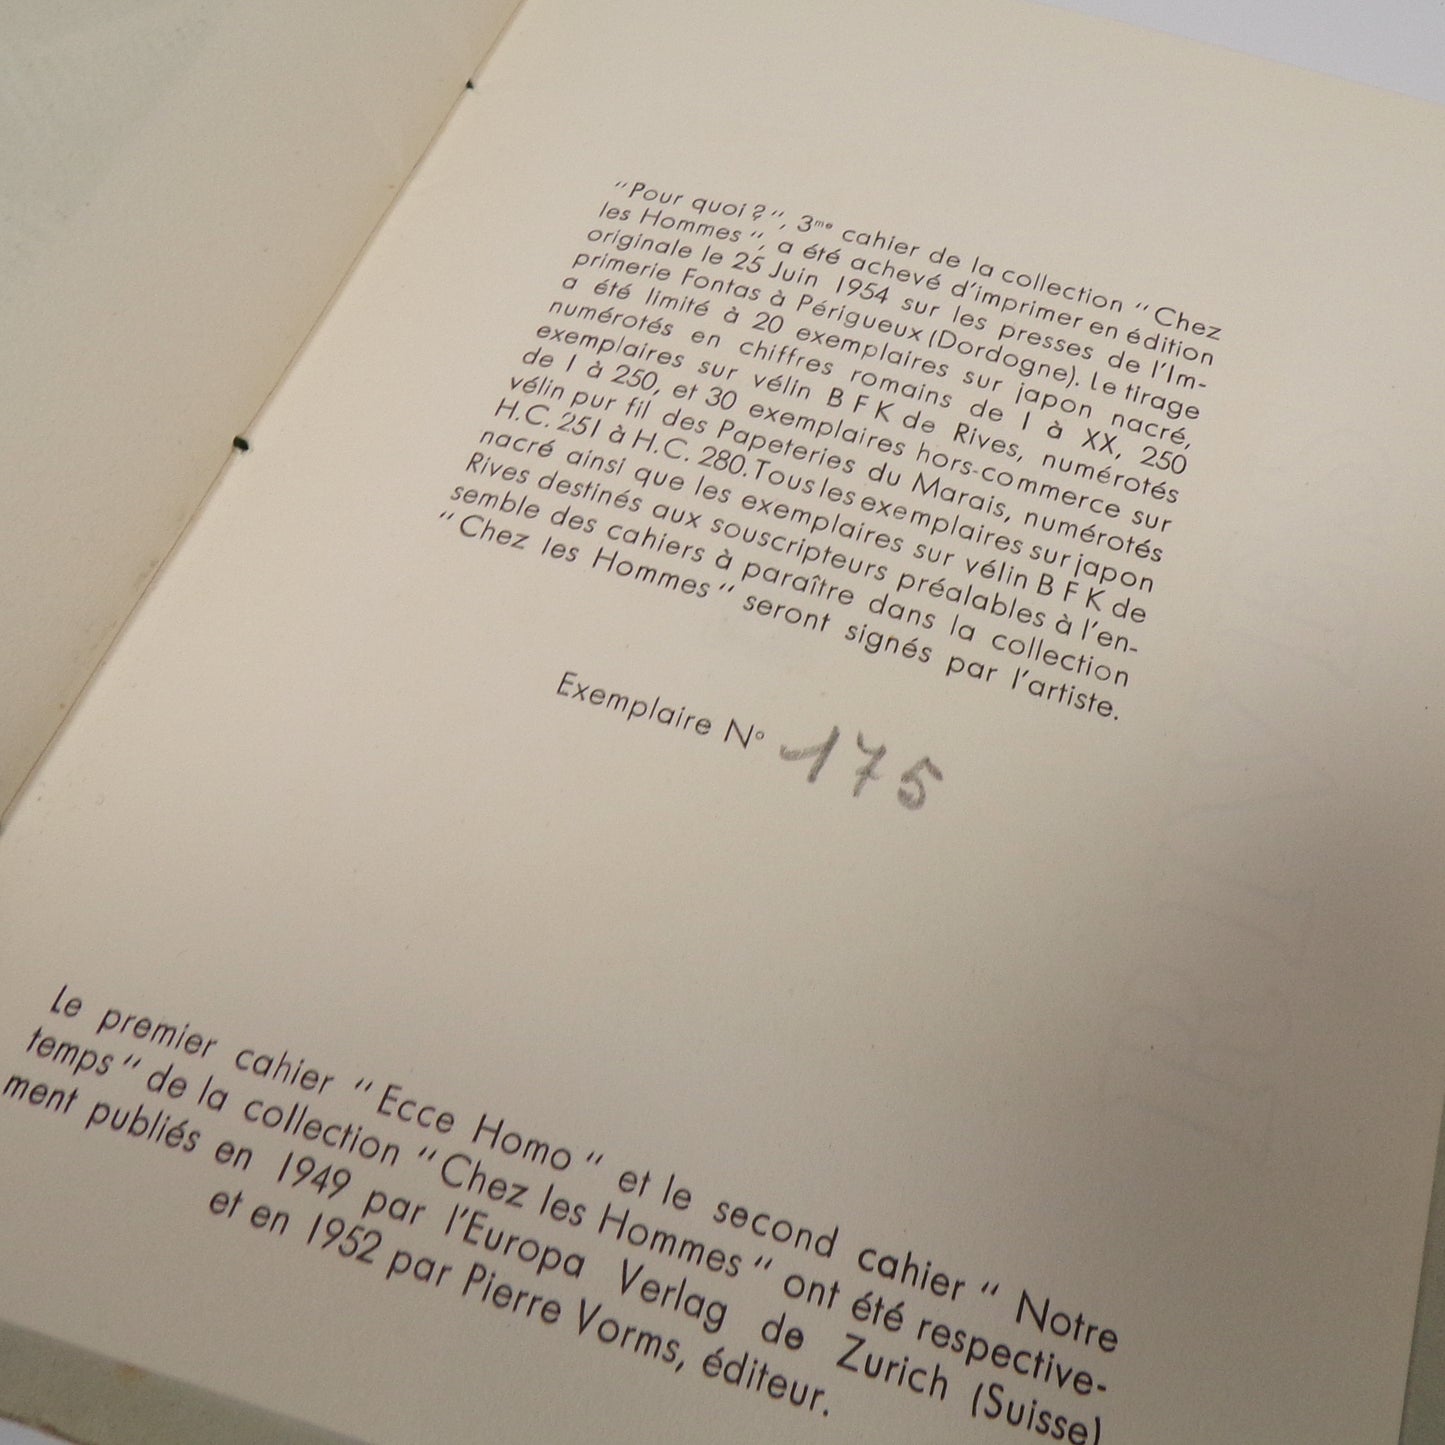 “Pour quoi ?”, 3me cahier de la collection “Chez
les Hommes”, a été achevé d'imprimer en édition
originale le 25 Juin 1954 sur les presses de l'Im-
primerie Fontas à Périgueux (Dordogne). Le tirage
a été limité à 20 exemplaires sur japon nacré,
numérotés en chiffres romains de I à XX, 250
exemplaires sur vélin B F K de Rives, numérotés
de 1 à 250, et 30 exemplaires hors-commerce sur
vélin pur fil des Papeteries du Marais, numérotés
H.C. 251 à H.C. 280. Tous les exemplaires sur japon
nacré ainsi que les exemplaires sur vélin B F K de
Rives destinés aux souscripteurs préalables à l'en-
semble des cahiers à paraître dans la collection
“Chez les Hommes” seront signés par l'artiste.
Exemplaire N° 175
Le premier cahier “Ecce Homo” et le second cahier “Notre
temps” de la collection “Chez les Hommes” ont été respective-
ment publiés en 1949 par l'Europa Verlag de Zurich (Suisse)
et en 1952 par Pierre Vorms, éditeur.